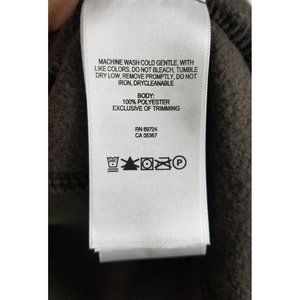 MACHINE WASH COLD GENTLE, WITH
LIKE COLORS, DO NOT BLEACH, TUMBLE
DRY LOW, REMOVE PROMPTLY, DO NOT
IRON, DRYCLEANABLE
BODY:
100% POLYESTER
EXCLUSIVE OF TRIMMING
RN 69724
CA 05367
P